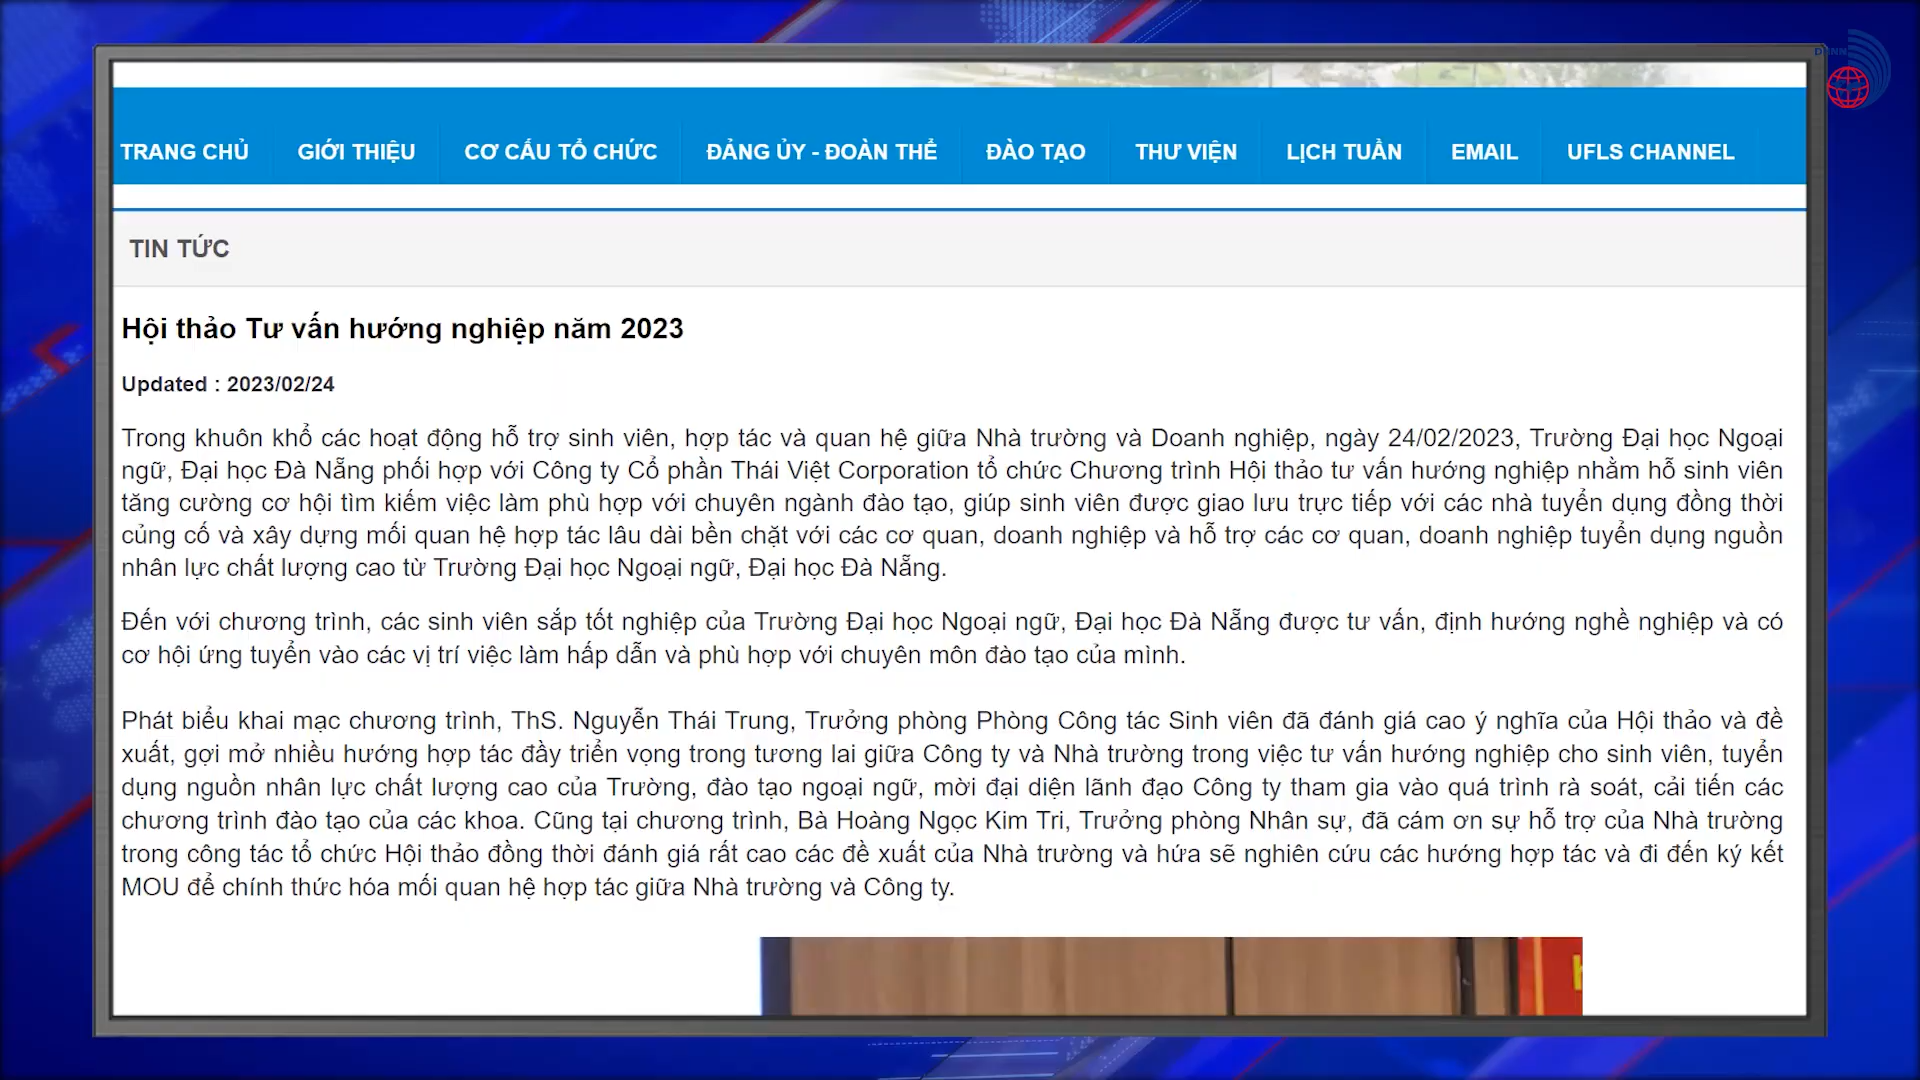 ĐHNN
TRANG CHỦ GIỚI THIỆU CƠ CẤU TỔ CHỨC ĐẢNG ỦY - ĐOÀN THỂ ĐÀO TẠO THƯ VIỆN LỊCH TUẦN EMAIL UFLS CHANNEL
TIN TỨC
Hội thảo Tư vấn hướng nghiệp năm 2023
Updated : 2023/02/24
Trong khuôn khổ các hoạt động hỗ trợ sinh viên, hợp tác và quan hệ giữa Nhà trường và Doanh nghiệp, ngày 24/02/2023, Trường Đại học Ngoại
ngữ, Đại học Đà Nẵng phối hợp với Công ty Cổ phần Thái Việt Corporation tổ chức Chương trình Hội thảo tư vấn hướng nghiệp nhằm hỗ sinh viên
tăng cường cơ hội tìm kiếm việc làm phù hợp với chuyên ngành đào tạo, giúp sinh viên được giao lưu trực tiếp với các nhà tuyển dụng đồng thời
củng cố và xây dựng mối quan hệ hợp tác lâu dài bền chặt với các cơ quan, doanh nghiệp và hỗ trợ các cơ quan, doanh nghiệp tuyển dụng nguồn
nhân lực chất lượng cao từ Trường Đại học Ngoại ngữ, Đại học Đà Nẵng.
Đến với chương trình, các sinh viên sắp tốt nghiệp của Trường Đại học Ngoại ngữ, Đại học Đà Nẵng được tư vấn, định hướng nghề nghiệp và có
cơ hội ứng tuyển vào các vị trí việc làm hấp dẫn và phù hợp với chuyên môn đào tạo của mình.
Phát biểu khai mạc chương trình, ThS. Nguyễn Thái Trung, Trưởng phòng Phòng Công tác Sinh viên đã đánh giá cao ý nghĩa của Hội thảo và đề
xuất, gợi mở nhiều hướng hợp tác đầy triển vọng trong tương lai giữa Công ty và Nhà trường trong việc tư vấn hướng nghiệp cho sinh viên, tuyển
dụng nguồn nhân lực chất lượng cao của Trường, đào tạo ngoại ngữ, mời đại diện lãnh đạo Công ty tham gia vào quá trình rà soát, cải tiến các
chương trình đào tạo của các khoa. Cũng tại chương trình, Bà Hoàng Ngọc Kim Tri, Trưởng phòng Nhân sự, đã cám ơn sự hỗ trợ của Nhà trường
trong công tác tổ chức Hội thảo đồng thời đánh giá rất cao các đề xuất của Nhà trường và hứa sẽ nghiên cứu các hướng hợp tác và đi đến ký kết
MOU để chính thức hóa mối quan hệ hợp tác giữa Nhà trường và Công ty.